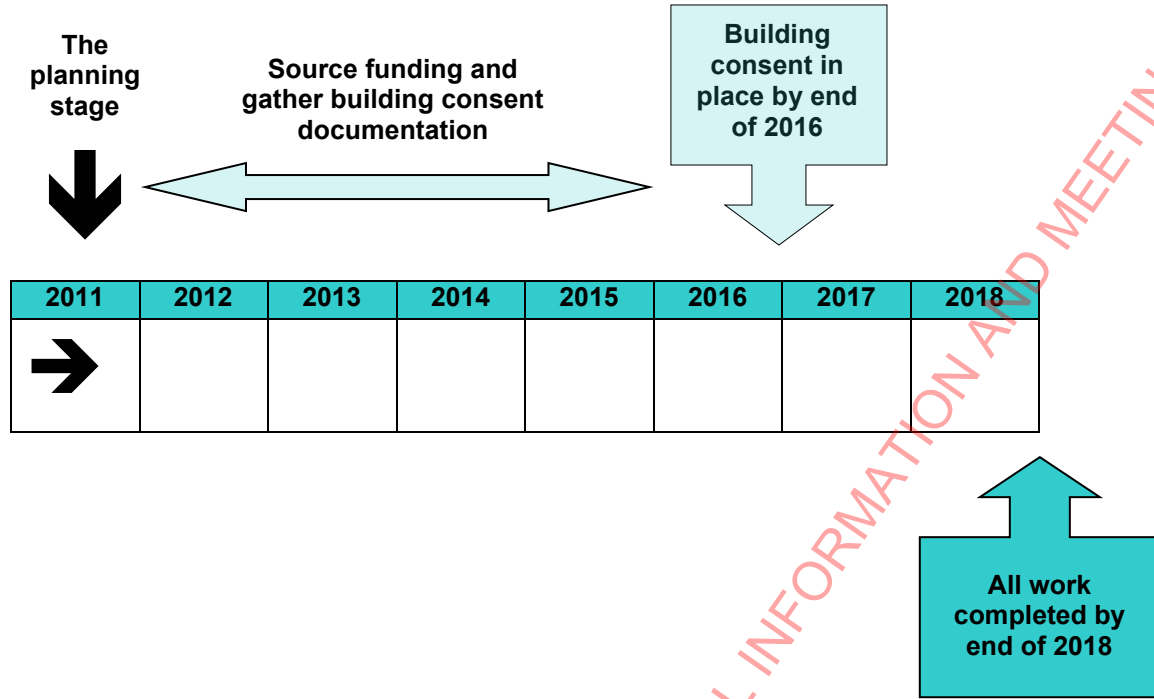 The
planning
stage
Source funding and
gather building consent
documentation
Building
consent in
place by end
of 2016
2011 2012 2013 2014 2015 2016 2017 2018
All work
completed by
end of 2018
INFORMATION AND